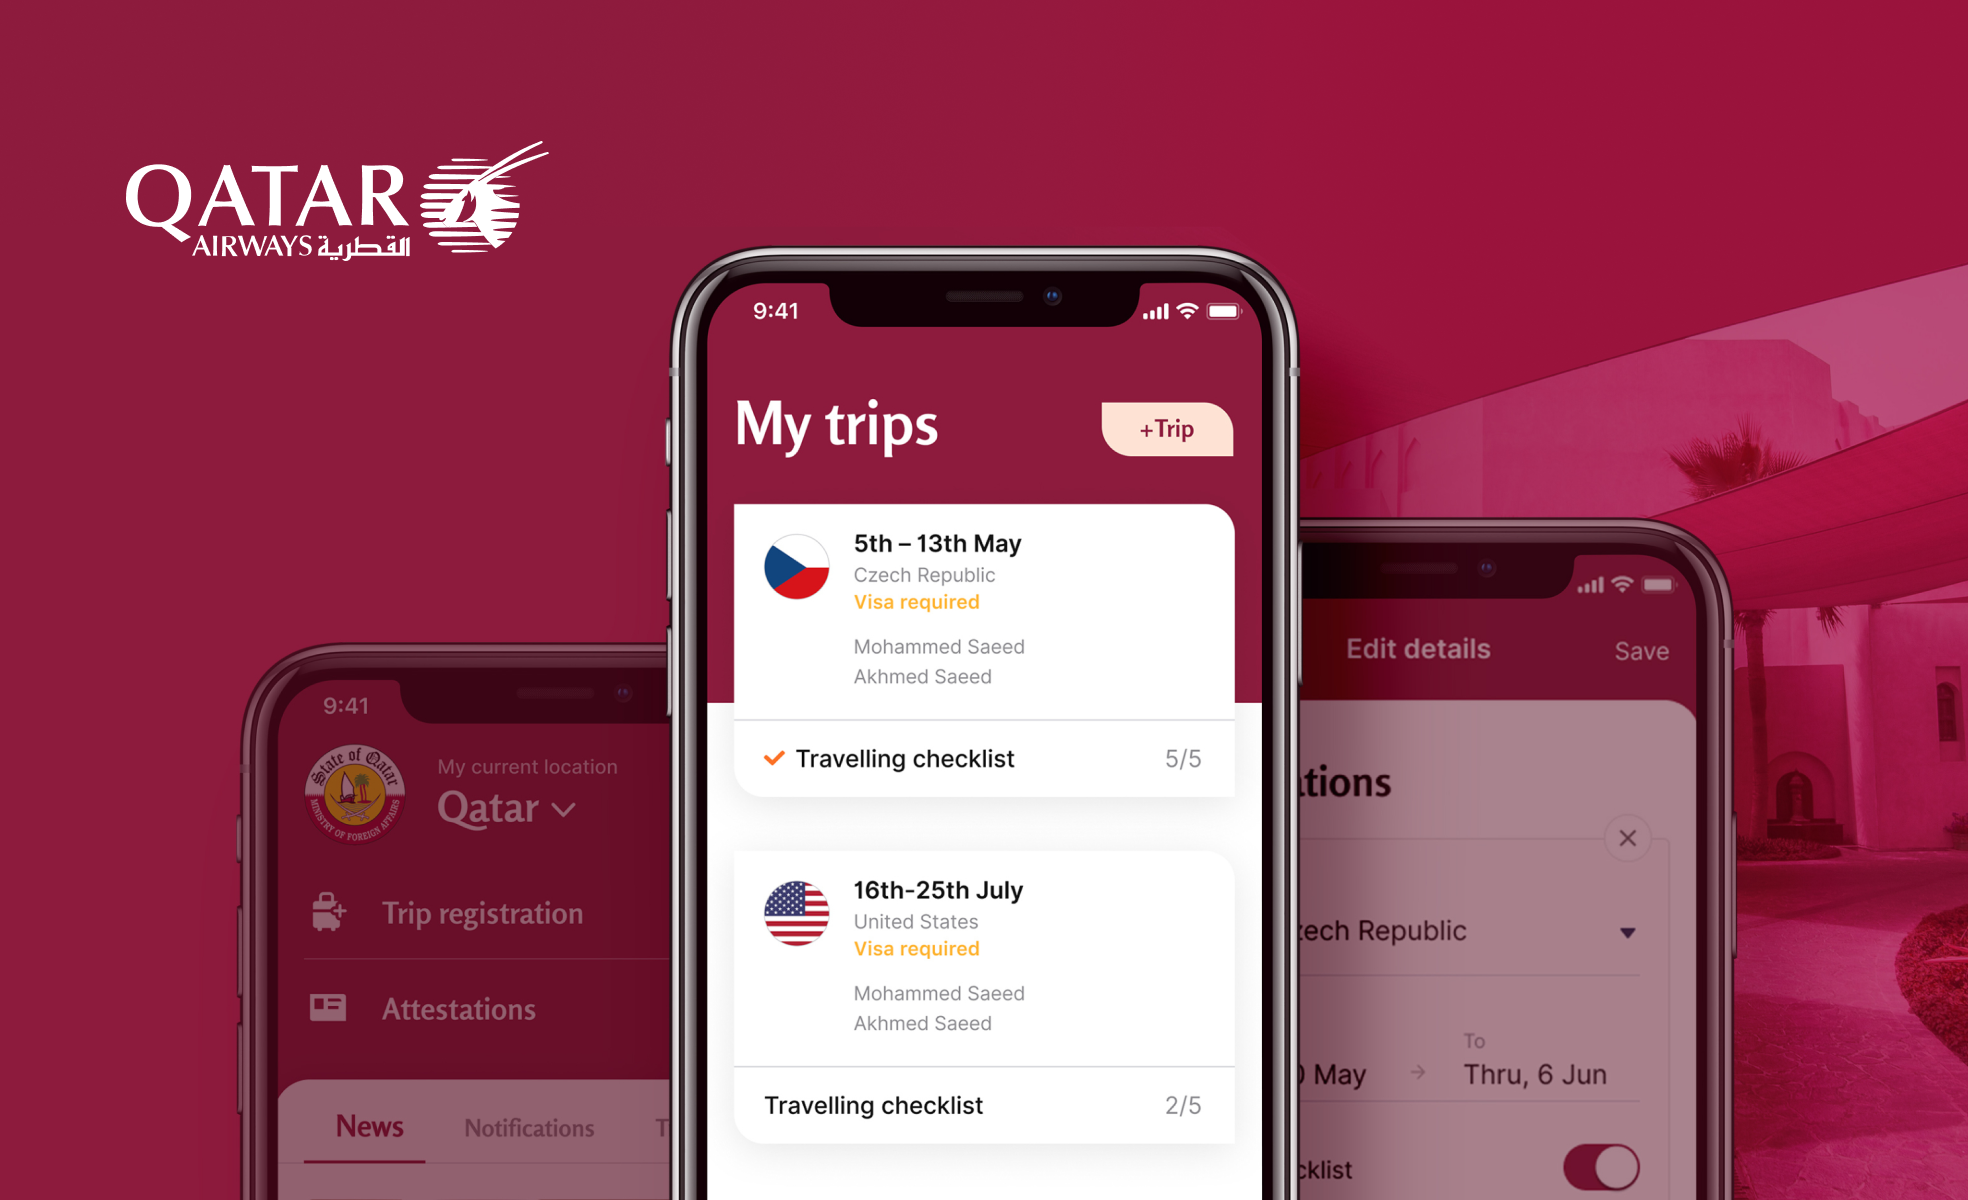 QATAR
AIRWAYS القطرية
9:41
My trips
+Trip
5th – 13th May
Czech Republic
Visa required
Mohammed Saeed
Akhmed Saeed
Travelling checklist
5/5
16th-25th July
United States
Visa required
Mohammed Saeed
Akhmed Saeed
Travelling checklist
2/5
9:41
State of Qatar
MINISTRY OF FOREIGN AFFAIRS
My current location
Qatar
Trip registration
Attestations
News
Notifications
T
Edit details
Save
tions
zech Republic
To
0 May
Thru, 6 Jun
cklist